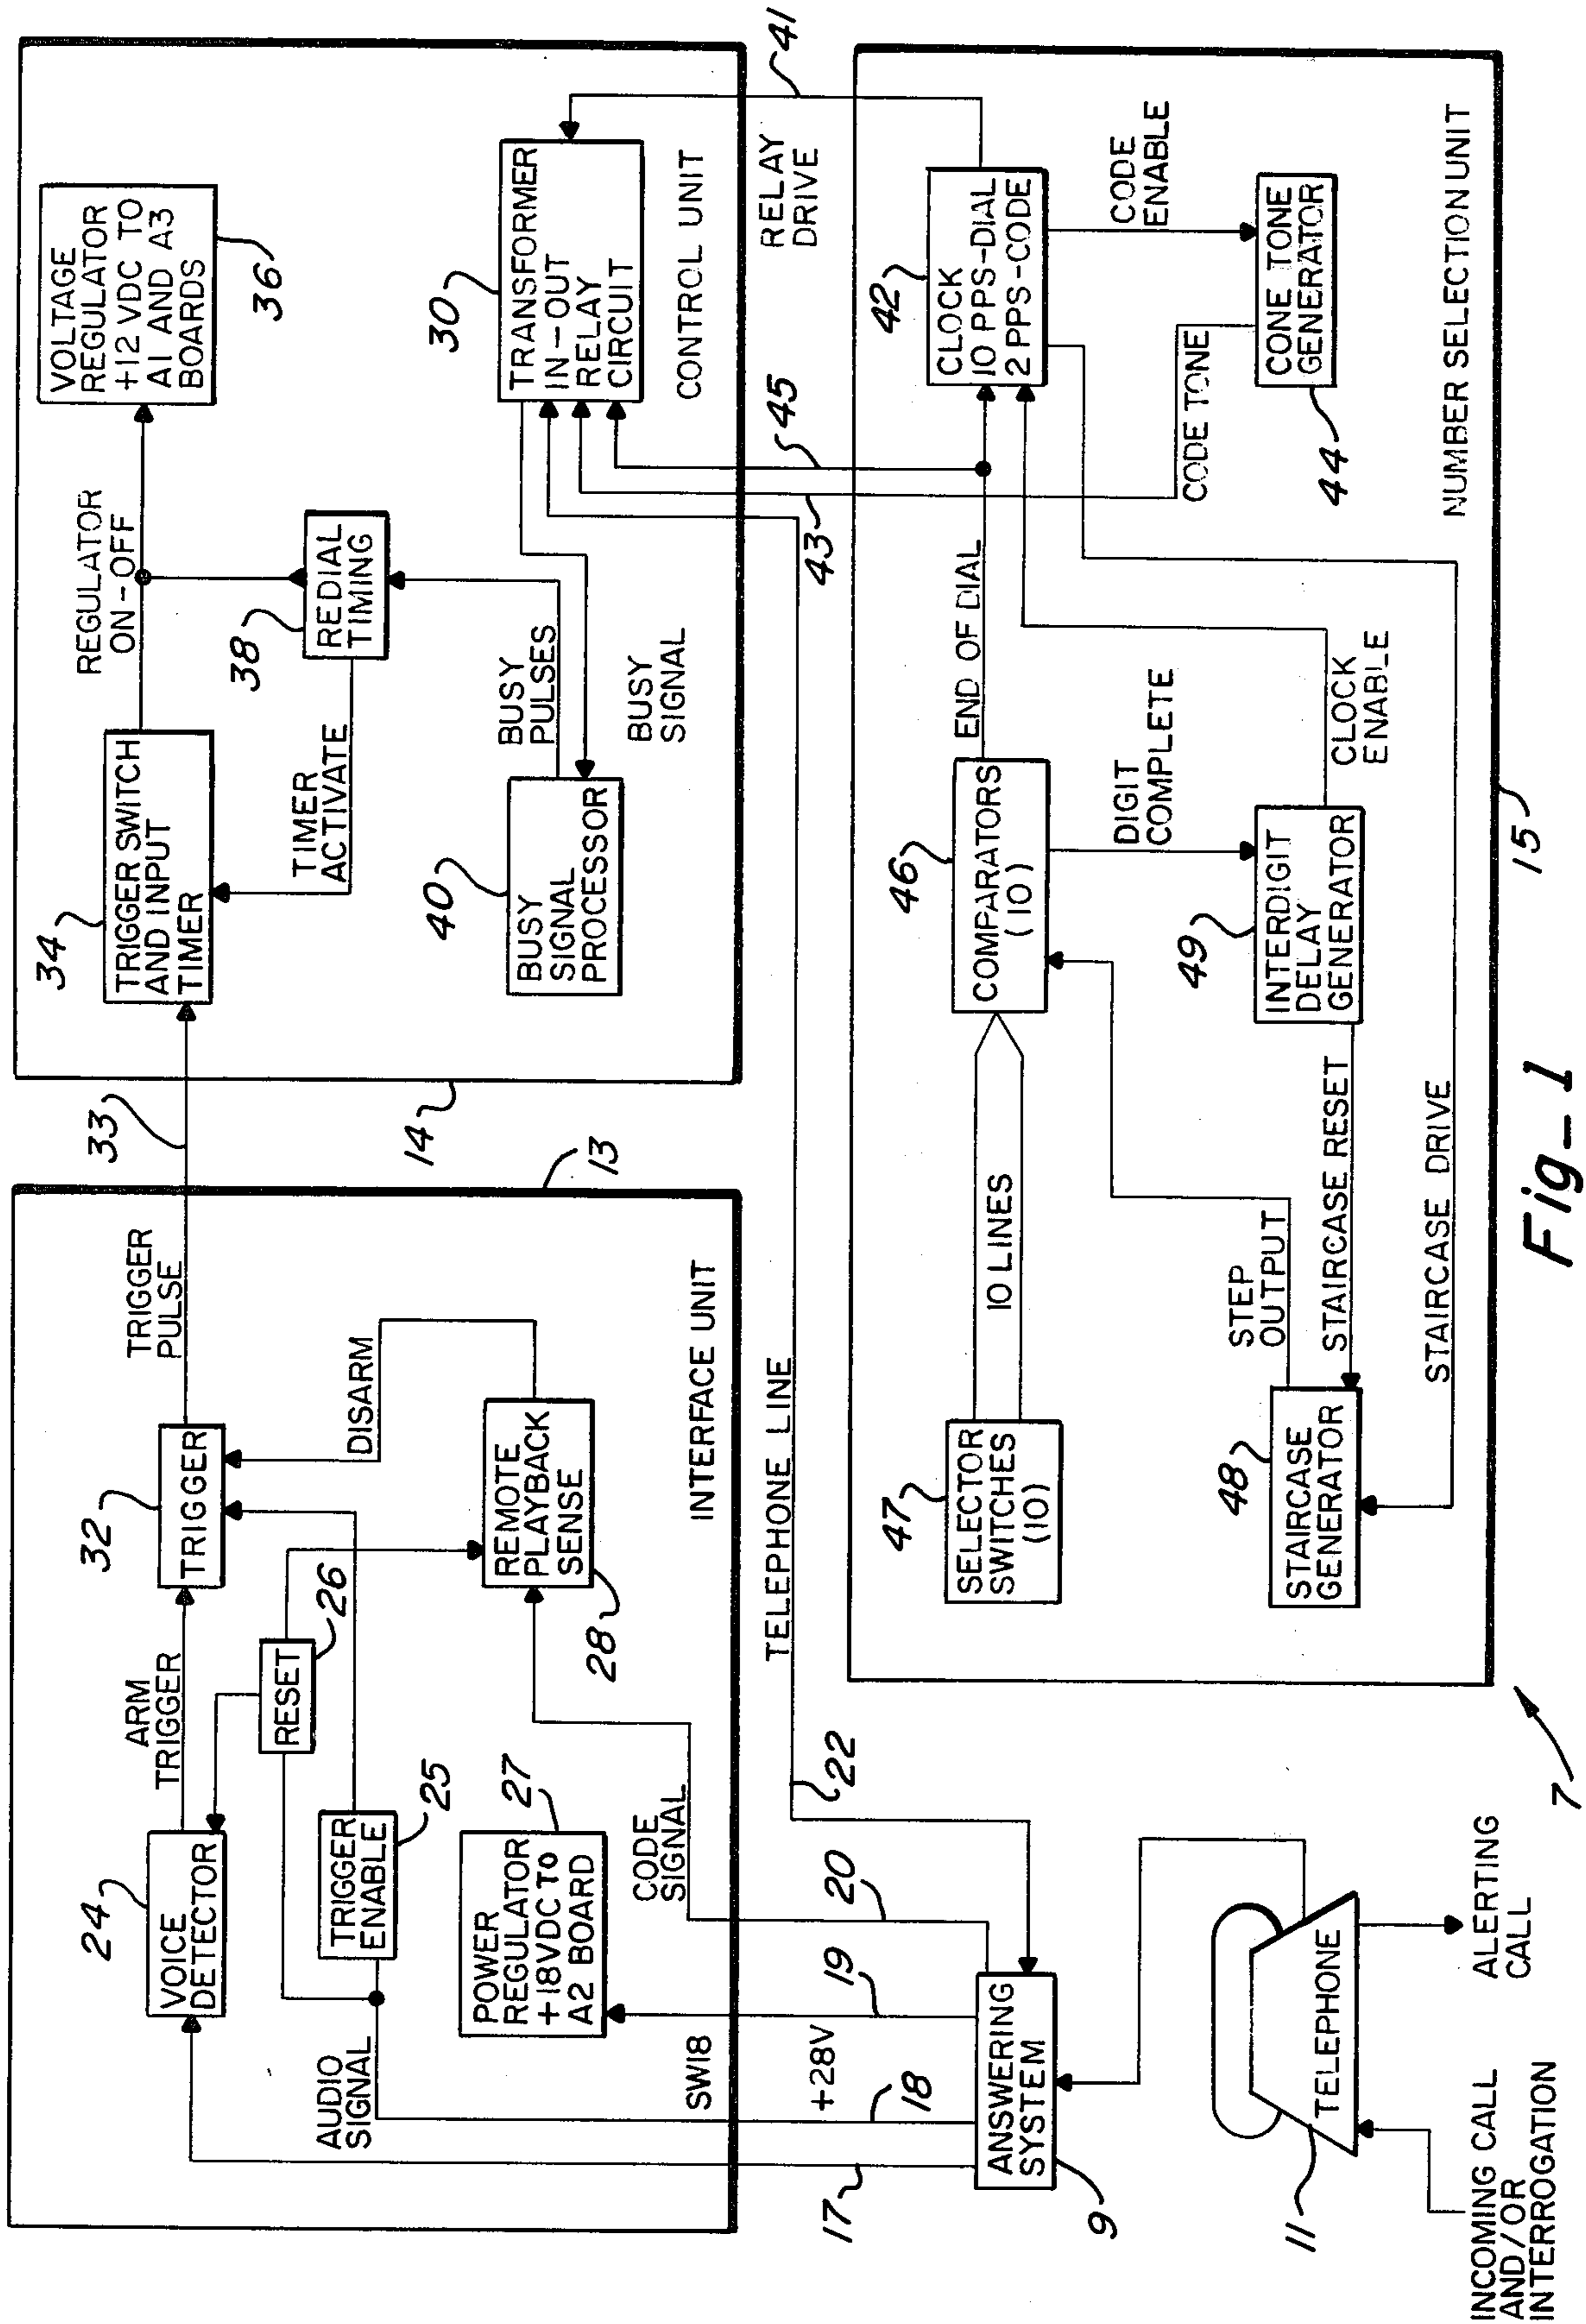 24
VOICE
DETECTOR
ARM
TRIGGER
32
TRIGGER
TRIGGER
PULSE
33
RESET
26
AUDIO
SIGNAL
TRIGGER
ENABLE
25
DISARM
POWER
REGULATOR
+18VDC TO
A2 BOARD
27
REMOTE
PLAYBACK
SENSE
28
CODE
SIGNAL
SW18
INTERFACE UNIT
13
14
34
TRIGGER SWITCH
AND INPUT
TIMER
REGULATOR
ON-OFF
VOLTAGE
REGULATOR
+12 VDC TO
A1 AND A3
BOARDS
36
38
REDIAL
TIMING
TIMER
ACTIVATE
40
BUSY
SIGNAL
PROCESSOR
BUSY
PULSES
BUSY
SIGNAL
30
TRANSFORMER
IN-OUT
RELAY
CIRCUIT
CONTROL UNIT
17
+28V
18
19
20
22
TELEPHONE LINE
43
45
RELAY
DRIVE
41
ANSWERING
SYSTEM
9
TELEPHONE
11
INCOMING CALL
AND/OR
INTERROGATION
ALERTING
CALL
7
47
SELECTOR
SWITCHES
(10)
10 LINES
46
COMPARATORS
(10)
END OF DIAL
42
CLOCK
10 PPS-DIAL
2 PPS-CODE
CODE
ENABLE
DIGIT
COMPLETE
CODE TONE
48
STAIRCASE
GENERATOR
STEP
OUTPUT
STAIRCASE RESET
49
INTERDIGIT
DELAY
GENERATOR
CLOCK
ENABLE
44
CONE TONE
GENERATOR
STAIRCASE DRIVE
NUMBER SELECTION UNIT
15
Fig_1